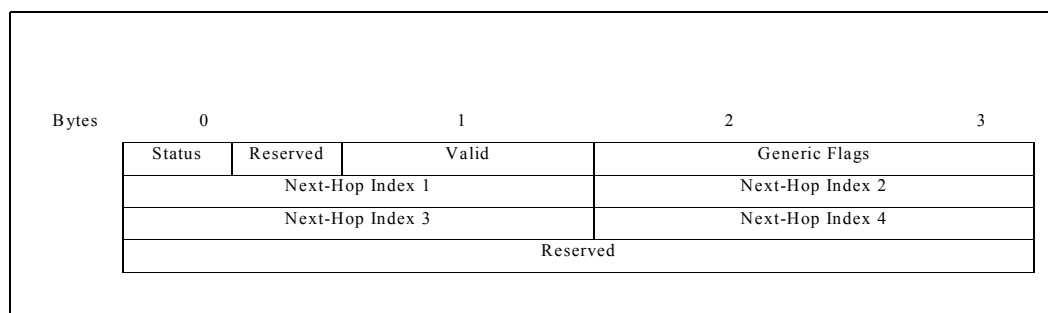 Bytes 0 1 2 3
Status Reserved Valid Generic Flags
Next-Hop Index 1 Next-Hop Index 2
Next-Hop Index 3 Next-Hop Index 4
Reserved